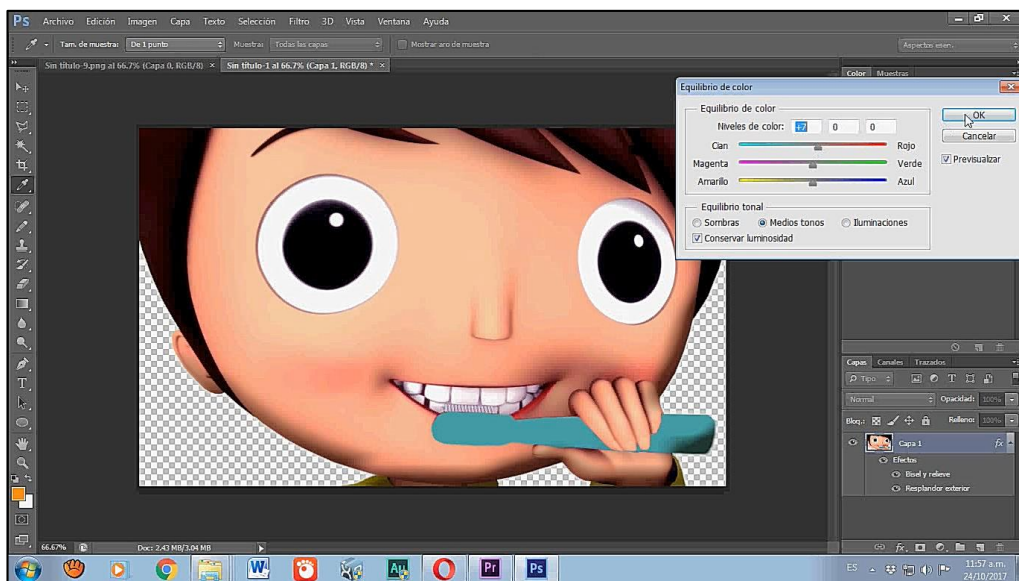 Ps Archivo Edición Imagen Capa Texto Selección Filtro 3D Vista Ventana Ayuda
Tam. de muestra: De 1 punto Muestra: Todas las capas Mostrar aro de muestra Aspectos esen.
Sin título-9.png al 66.7% (Capa 0, RGB/8) × Sin título-1 al 66.7% (Capa 1, RGB/8) * ×
Color Muestras
Equilibrio de color
Equilibrio de color
Niveles de color: +7 0 0
OK
Cian Rojo
Cancelar
Magenta Verde
Previsualizar
Amarillo Azul
Equilibrio tonal
Sombras Medios tonos Iluminaciones
Conservar luminosidad
Capas Canales Trazados
Tipo
Normal Opacidad: 100%
Bloq.: Relleno: 100%
Capa 1 fx
Efectos
Bisel y relieve
Resplandor exterior
66.67% Doc: 2.43 MB/3.04 MB
W Au Pr Ps
ES 11:57 a.m.
24/10/2017